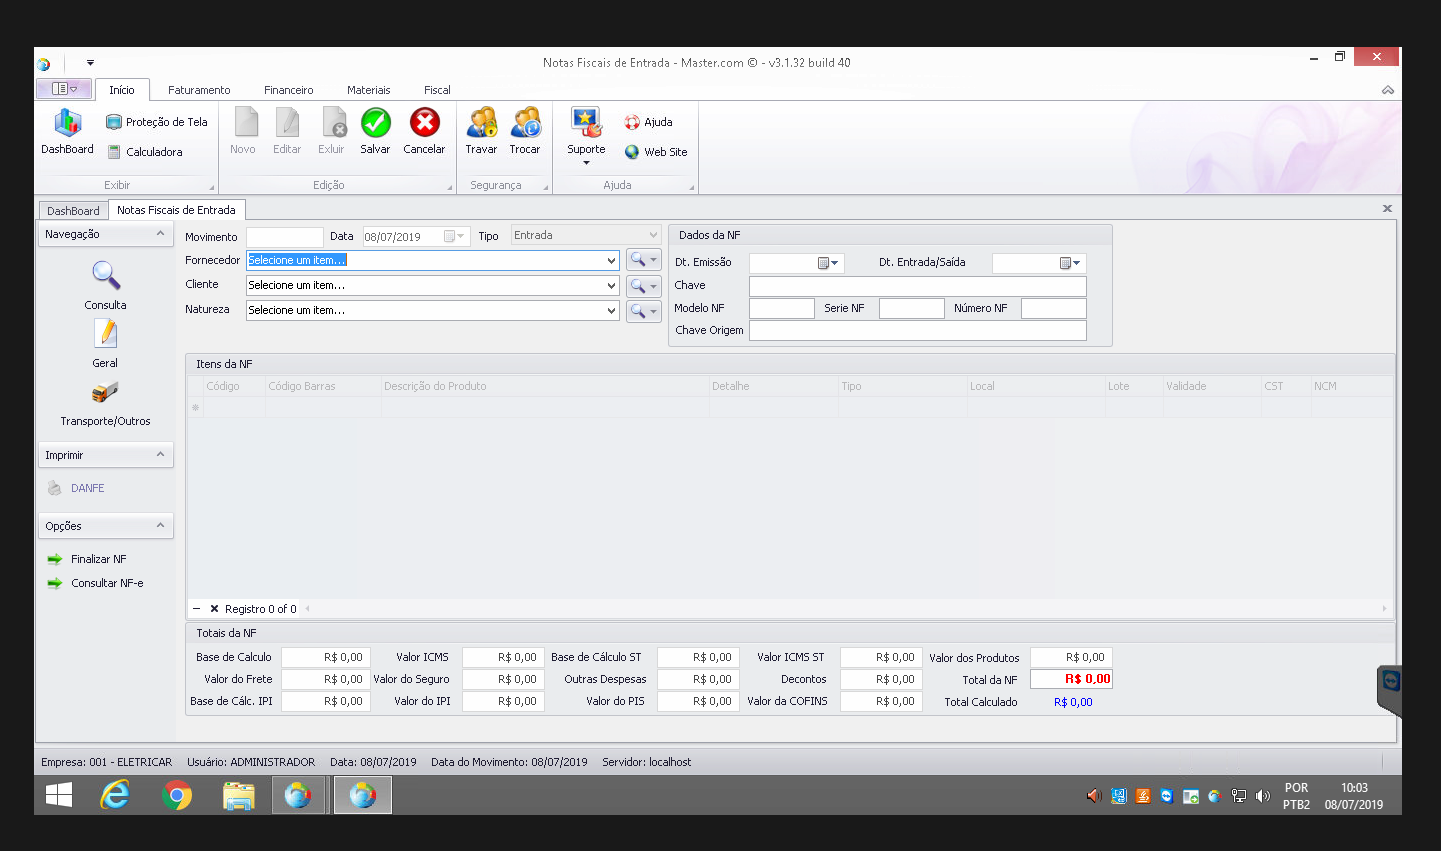 Notas Fiscais de Entrada - Master.com © - v3.1.32 build 40
Início Faturamento Financeiro Materiais Fiscal
DashBoard Proteção de Tela Calculadora
Novo Editar Exluir Salvar Cancelar
Travar Trocar
Suporte Ajuda Web Site
Exibir Edição Segurança Ajuda
DashBoard Notas Fiscais de Entrada
Navegação
Consulta
Geral
Transporte/Outros
Imprimir
DANFE
Opções
Finalizar NF
Consultar NF-e
Movimento Data 08/07/2019 Tipo Entrada
Fornecedor Selecione um item...
Cliente Selecione um item...
Natureza Selecione um item...
Dados da NF
Dt. Emissão Dt. Entrada/Saída
Chave
Modelo NF Serie NF Número NF
Chave Origem
Itens da NF
Código Código Barras Descrição do Produto Detalhe Tipo Local Lote Validade CST NCM
Registro 0 of 0
Totais da NF
Base de Calculo R$ 0,00 Valor ICMS R$ 0,00 Base de Cálculo ST R$ 0,00 Valor ICMS ST R$ 0,00 Valor dos Produtos R$ 0,00
Valor do Frete R$ 0,00 Valor do Seguro R$ 0,00 Outras Despesas R$ 0,00 Decontos R$ 0,00 Total da NF R$ 0,00
Base de Cálc. IPI R$ 0,00 Valor do IPI R$ 0,00 Valor do PIS R$ 0,00 Valor da COFINS R$ 0,00 Total Calculado R$ 0,00
Empresa: 001 - ELETRICAR Usuário: ADMINISTRADOR Data: 08/07/2019 Data do Movimento: 08/07/2019 Servidor: localhost
POR 10:03
PTB2 08/07/2019